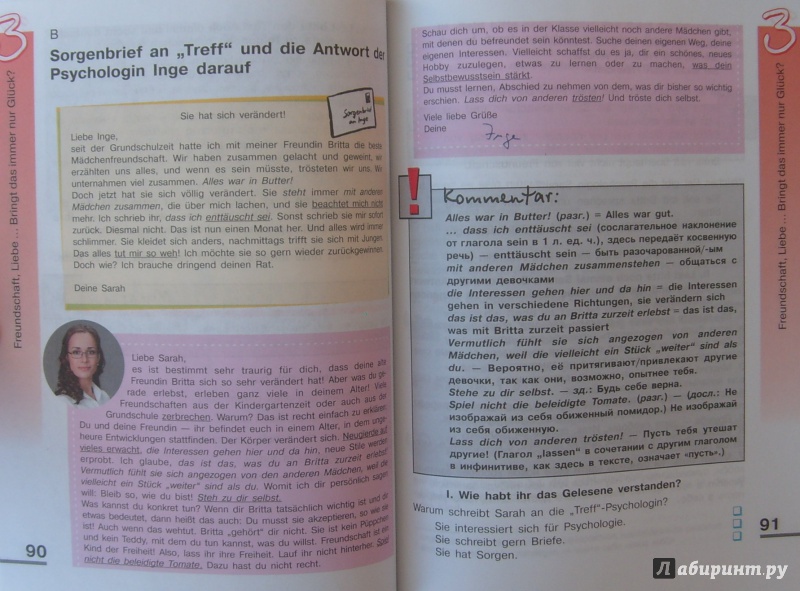 3
Freundschaft, Liebe ... Bringt das immer nur Glück?
B
Sorgenbrief an „Treff“ und die Antwort der
Psychologin Inge darauf
Sie hat sich verändert!
Sorgenbrief
an Inge
Liebe Inge,
seit der Grundschulzeit hatte ich mit meiner Freundin Britta die beste
Mädchenfreundschaft. Wir haben zusammen gelacht und geweint, wir
erzählten uns alles, und wenn es sein müsste, trösteten wir uns. Wir
unternahmen viel zusammen. Alles war in Butter!
Doch jetzt hat sie sich völlig verändert. Sie steht immer mit anderen
Mädchen zusammen, die über mich lachen, und sie beachtet mich nicht
mehr. Ich schrieb ihr, dass ich enttäuscht sei. Sonst schrieb sie mir sofort
zurück. Diesmal nicht. Das ist nun einen Monat her. Und alles wird immer
schlimmer. Sie kleidet sich anders, nachmittags trifft sie sich mit Jungen.
Das alles tut mir so weh! Ich möchte sie so gern wieder zurückgewinnen.
Doch wie? Ich brauche dringend deinen Rat.
Deine Sarah
Liebe Sarah,
es ist bestimmt sehr traurig für dich, dass deine alte
Freundin Britta sich so sehr verändert hat! Aber was du ge-
rade erlebst, erleben ganz viele in deinem Alter! Viele
Freundschaften aus der Kindergartenzeit oder auch aus der
Grundschule zerbrechen. Warum? Das ist recht einfach zu erklären:
Du und deine Freundin — ihr befindet euch in einem Alter, in dem unge-
heure Entwicklungen stattfinden. Der Körper verändert sich. Neugierde auf
vieles erwacht, die Interessen gehen hier und da hin, neue Stile werden
erprobt. Ich glaube, das ist das, was du an Britta zurzeit erlebst.
Vermutlich fühlt sie sich angezogen von den anderen Mädchen, weil die
vielleicht ein Stück „weiter“ sind als du. Womit ich dir persönlich sagen
will: Bleib so, wie du bist! Steh zu dir selbst.
Was kannst du konkret tun? Wenn dir Britta tatsächlich wichtig ist und dir
etwas bedeutet, dann heißt das auch: Du musst sie akzeptieren, so wie sie
ist! Auch wenn das wehtut. Britta „gehört“ dir nicht. Sie ist kein Püppchen
und kein Teddy, mit dem du tun kannst, was du willst. Freundschaft ist ein
Kind der Freiheit! Also, lass ihr ihre Freiheit. Lauf ihr nicht hinterher. Spiel
nicht die beleidigte Tomate. Dazu hast du nicht recht.
90
Schau dich um, ob es in der Klasse vielleicht noch andere Mädchen gibt,
mit denen du befreundet sein könntest. Suche deinen eigenen Weg, deine
eigenen Interessen. Vielleicht schaffst du es ja, dir ein schönes, neues
Hobby zuzulegen, etwas zu lernen oder zu machen, was dein
Selbstbewusstsein stärkt.
Du musst lernen, Abschied zu nehmen von dem, was dir bisher so wichtig
erschien. Lass dich von anderen trösten! Und tröste dich selbst.
Viele liebe Grüße
Deine Inge
! Kommentar:
Alles war in Butter! (разг.) = Alles war gut.
... dass ich enttäuscht sei (сослагательное наклонение
от глагола sein в 1 л. ед. ч.), здесь передаёт косвенную
речь) — enttäuscht sein — быть разочарованной/-ым
mit anderen Mädchen zusammenstehen — общаться с
другими девочками
die Interessen gehen hier und da hin = die Interessen
gehen in verschiedene Richtungen, sie verändern sich
das ist das, was du an Britta zurzeit erlebst = das ist das,
was mit Britta zurzeit passiert
Vermutlich fühlt sie sich angezogen von anderen
Mädchen, weil die vielleicht ein Stück „weiter“ sind als
du. — Вероятно, её притягивают/привлекают другие
девочки, так как они, возможно, опытнее тебя.
Stehe zu dir selbst. — зд.: Будь себе верна.
Spiel nicht die beleidigte Tomate. (разг.) — (досл.: Не
изображай из себя обиженный помидор.) Не изображай
из себя обиженную.
Lass dich von anderen trösten! — Пусть тебя утешат
другие! (Глагол „lassen“ в сочетании с другим глаголом
в инфинитиве, как здесь в тексте, означает «пусть».)
I. Wie habt ihr das Gelesene verstanden?
Warum schreibt Sarah an die „Treff“-Psychologin?
Sie interessiert sich für Psychologie.
Sie schreibt gern Briefe.
Sie hat Sorgen.
91
3
Freundschaft, Liebe ... Bringt das immer nur Glück?
Лабиринт.ру